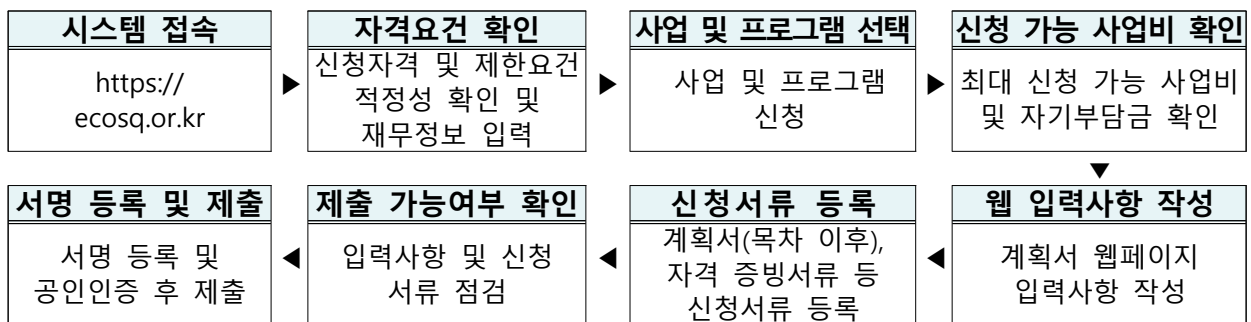 시스템 접속
https://
ecosq.or.kr
▶
자격요건 확인
신청자격 및 제한요건
적정성 확인 및
재무정보 입력
▶
사업 및 프로그램 선택
사업 및 프로그램
신청
▶
신청 가능 사업비 확인
최대 신청 가능 사업비
및 자기부담금 확인
▼
웹 입력사항 작성
계획서 웹페이지
입력사항 작성
◀
신청서류 등록
계획서(목차 이후),
자격 증빙서류 등
신청서류 등록
◀
제출 가능여부 확인
입력사항 및 신청
서류 점검
◀
서명 등록 및 제출
서명 등록 및
공인인증 후 제출